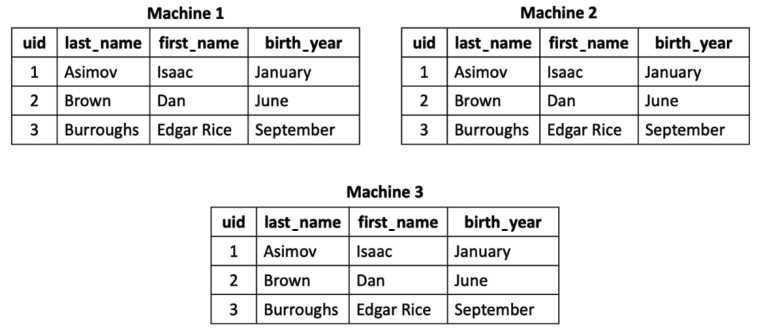 Machine 1
uid last_name first_name birth_year
1 Asimov Isaac January
2 Brown Dan June
3 Burroughs Edgar Rice September
Machine 2
uid last_name first_name birth_year
1 Asimov Isaac January
2 Brown Dan June
3 Burroughs Edgar Rice September
Machine 3
uid last_name first_name birth_year
1 Asimov Isaac January
2 Brown Dan June
3 Burroughs Edgar Rice September